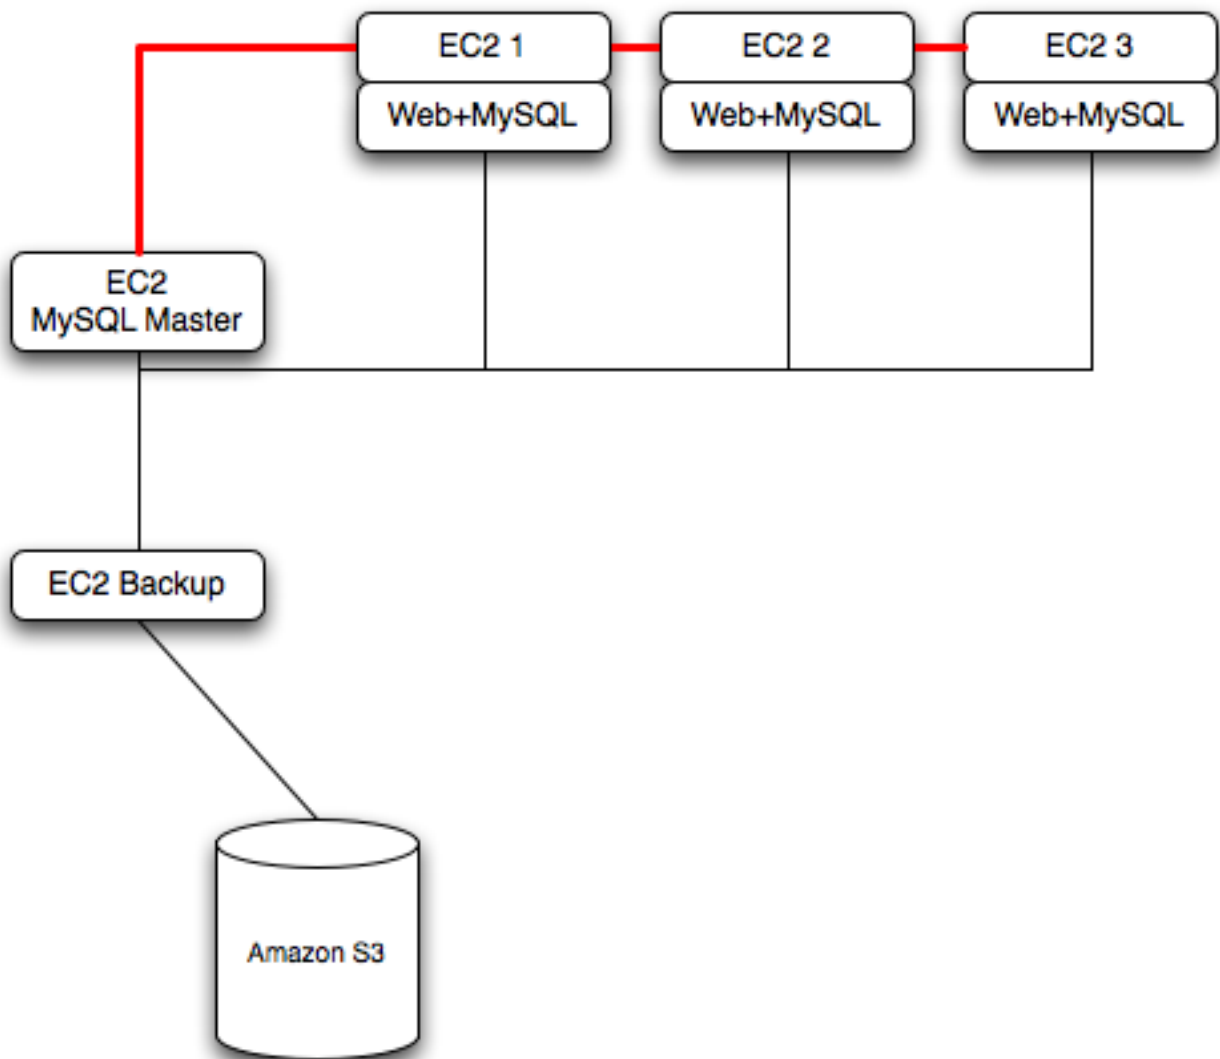 EC2 1
EC2 2
EC2 3
Web+MySQL
Web+MySQL
Web+MySQL
EC2
MySQL Master
EC2 Backup
Amazon S3